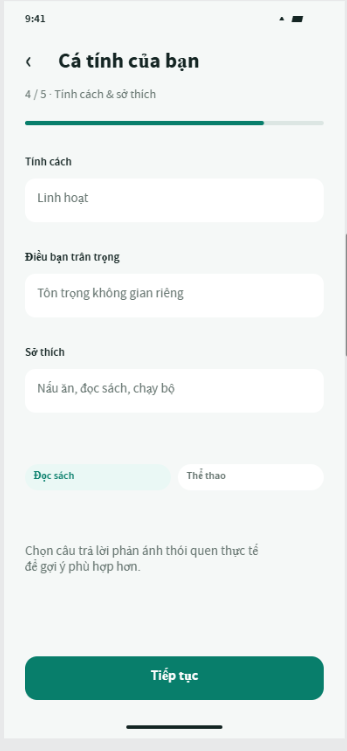 9:41
‹ Cá tính của bạn
4 / 5 · Tính cách & sở thích
Tính cách
Linh hoạt
Điều bạn trân trọng
Tôn trọng không gian riêng
Sở thích
Nấu ăn, đọc sách, chạy bộ
Đọc sách
Thể thao
Chọn câu trả lời phản ánh thói quen thực tế
để gợi ý phù hợp hơn.
Tiếp tục